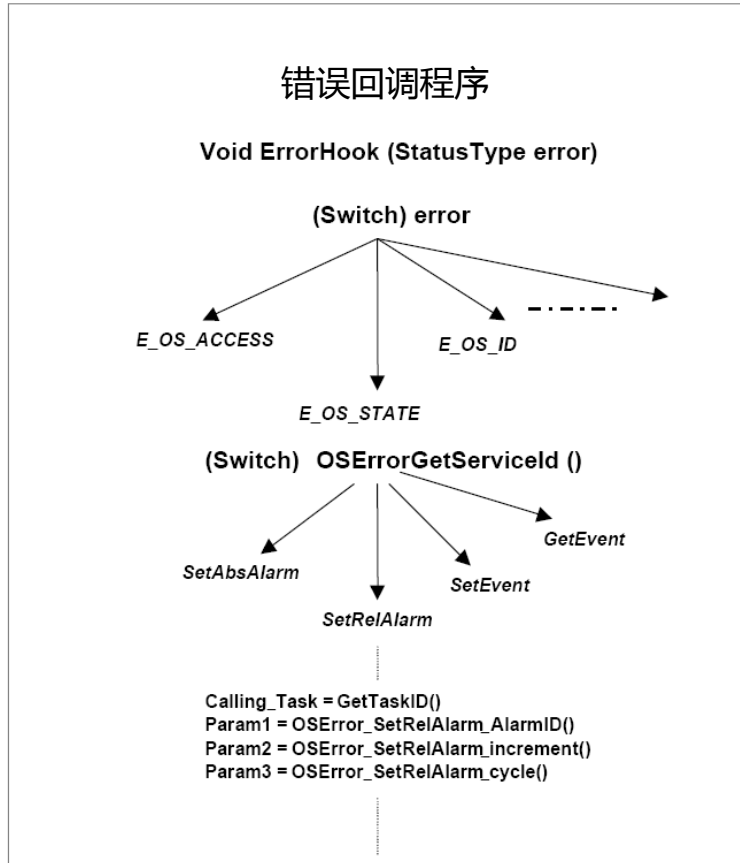 错误回调程序
Void ErrorHook (StatusType error)
(Switch) error
E_OS_ACCESS
E_OS_ID
E_OS_STATE
(Switch) OSErrorGetServiceId ()
GetEvent
SetAbsAlarm
SetEvent
SetRelAlarm
Calling_Task = GetTaskID()
Param1 = OSError_SetRelAlarm_AlarmID()
Param2 = OSError_SetRelAlarm_increment()
Param3 = OSError_SetRelAlarm_cycle()